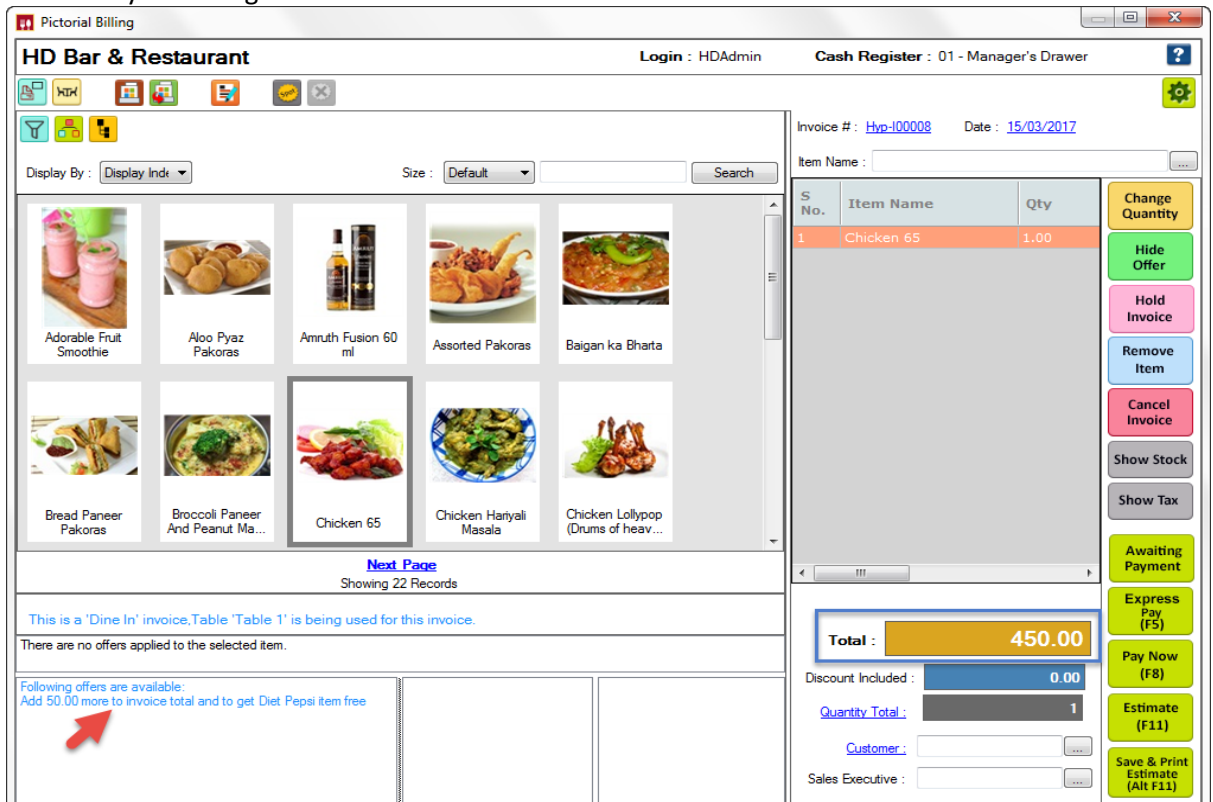 Pictorial Billing
HD Bar & Restaurant
Login : HDAdmin
Cash Register : 01 - Manager's Drawer
?
Spot
Invoice # : Hyp-I00008 Date : 15/03/2017
Display By : Display Inde
Size : Default
Search
Item Name :
...
S No. Item Name Qty
1 Chicken 65 1.00
Adorable Fruit
Smoothie
Aloo Pyaz
Pakoras
Amruth Fusion 60
ml
Assorted Pakoras
Baigan ka Bharta
Bread Paneer
Pakoras
Broccoli Paneer
And Peanut Ma...
Chicken 65
Chicken Hariyali
Masala
Chicken Lollypop
(Drums of heav...
Next Page
Showing 22 Records
This is a 'Dine In' invoice,Table 'Table 1' is being used for this invoice.
There are no offers applied to the selected item.
Following offers are available:
Add 50.00 more to invoice total and to get Diet Pepsi item free
Total : 450.00
Discount Included : 0.00
Quantity Total : 1
Customer : ...
Sales Executive : ...
Change
Quantity
Hide
Offer
Hold
Invoice
Remove
Item
Cancel
Invoice
Show Stock
Show Tax
Awaiting
Payment
Express
Pay
(F5)
Pay Now
(F8)
Estimate
(F11)
Save & Print
Estimate
(Alt F11)